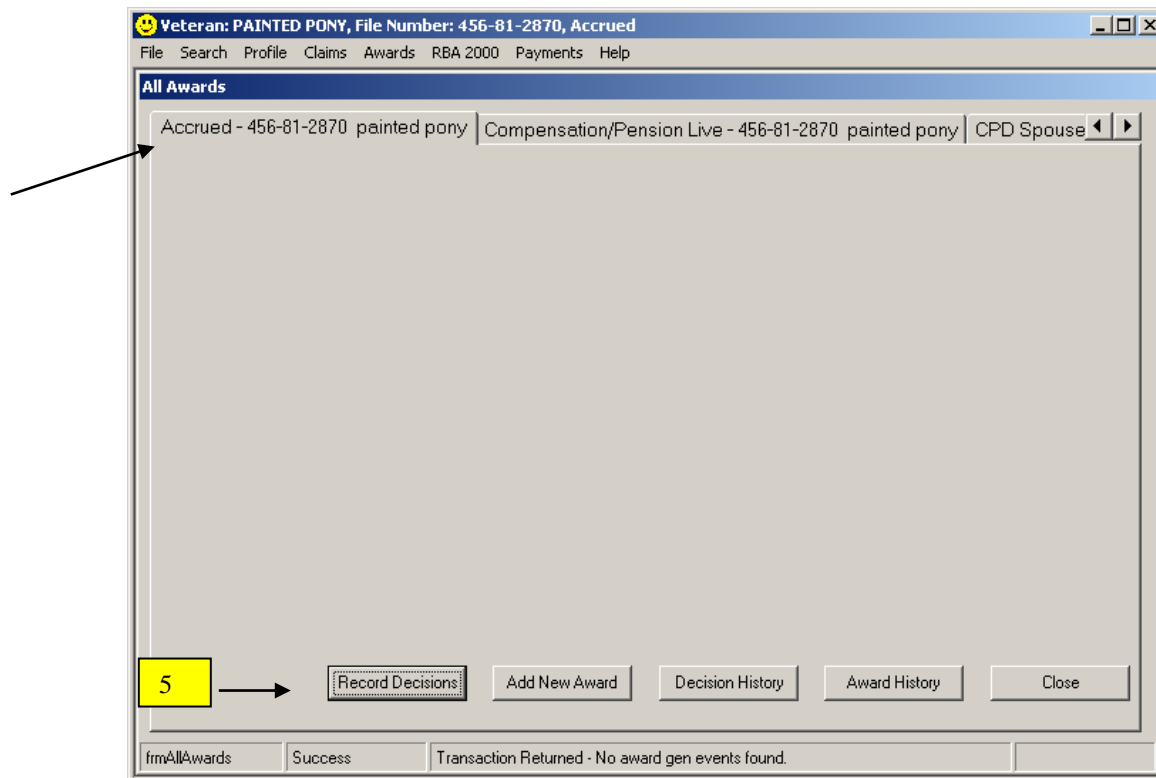 Veteran: PAINTED PONY, File Number: 456-81-2870, Accrued
File Search Profile Claims Awards RBA 2000 Payments Help
All Awards
Accrued - 456-81-2870 painted pony Compensation/Pension Live - 456-81-2870 painted pony CPD Spouse
5 Record Decisions Add New Award Decision History Award History Close
frmAllAwards Success Transaction Returned - No award gen events found.